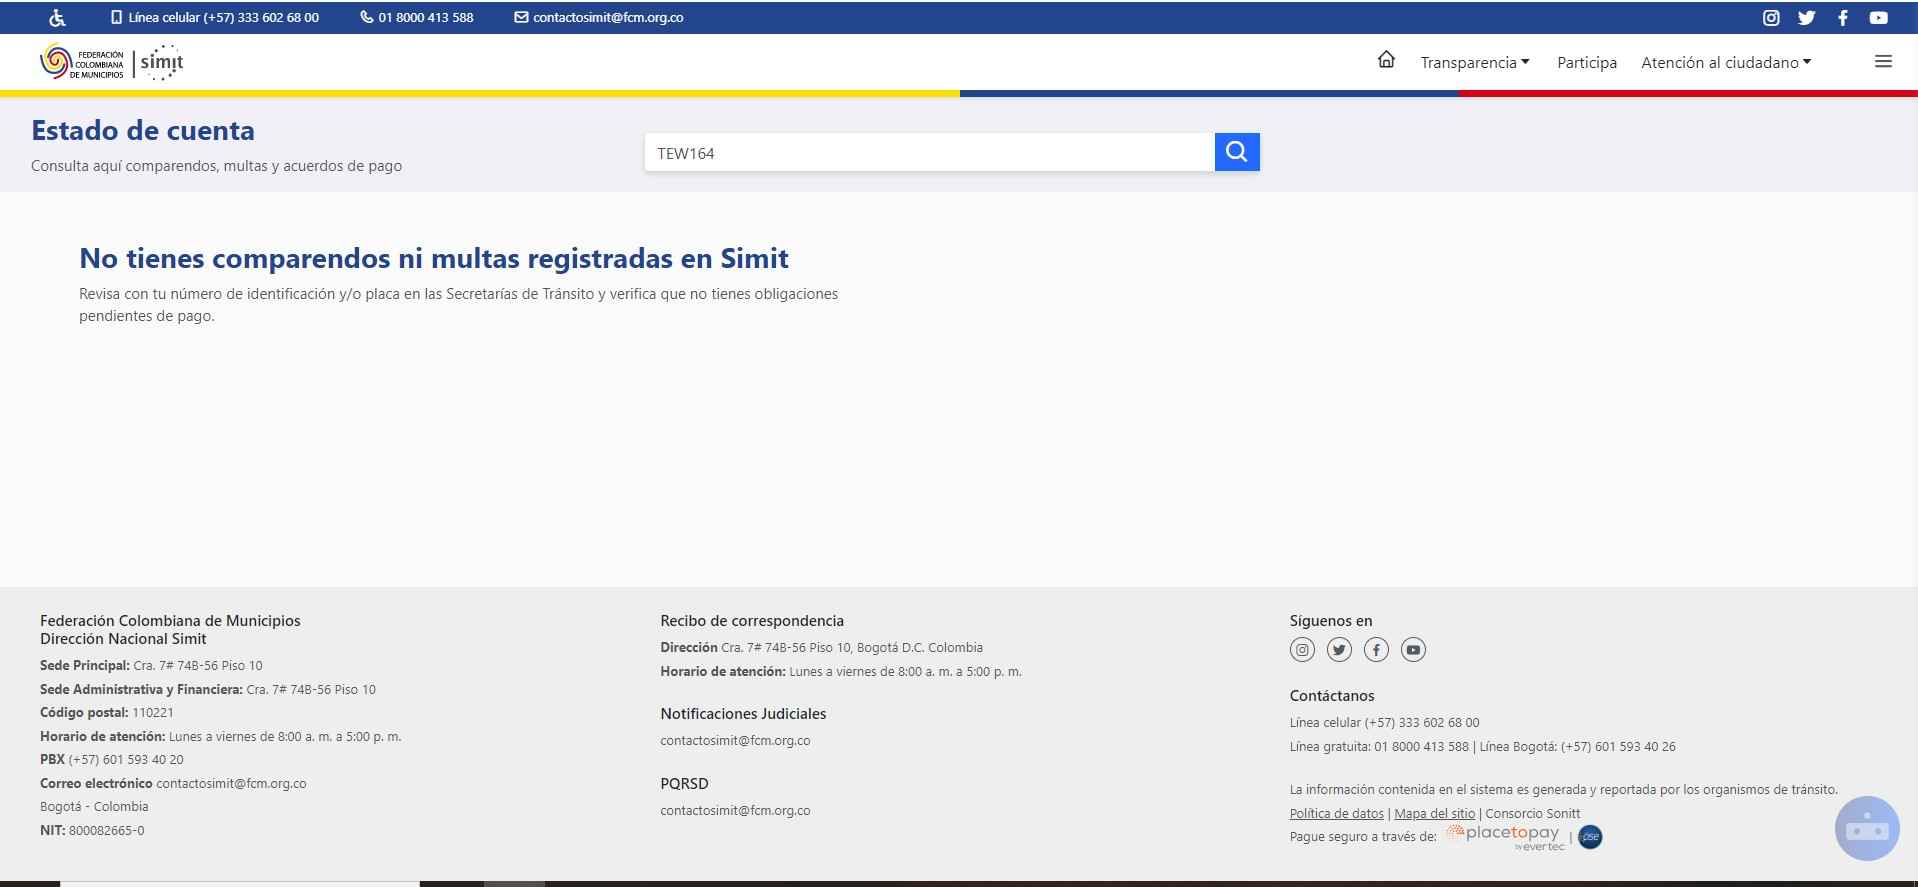 Línea celular (+57) 333 602 68 00 01 8000 413 588 contactosimit@fcm.org.co
FEDERACIÓN
COLOMBIANA
DE MUNICIPIOS
simit
Transparencia Participa Atención al ciudadano
Estado de cuenta
Consulta aquí comparendos, multas y acuerdos de pago
TEW164
No tienes comparendos ni multas registradas en Simit
Revisa con tu número de identificación y/o placa en las Secretarías de Tránsito y verifica que no tienes obligaciones
pendientes de pago.
Federación Colombiana de Municipios
Dirección Nacional Simit
Sede Principal: Cra. 7# 74B-56 Piso 10
Sede Administrativa y Financiera: Cra. 7# 74B-56 Piso 10
Código postal: 110221
Horario de atención: Lunes a viernes de 8:00 a. m. a 5:00 p. m.
PBX (+57) 601 593 40 20
Correo electrónico contactosimit@fcm.org.co
Bogotá - Colombia
NIT: 800082665-0
Recibo de correspondencia
Dirección Cra. 7# 74B-56 Piso 10, Bogotá D.C. Colombia
Horario de atención: Lunes a viernes de 8:00 a. m. a 5:00 p. m.
Notificaciones Judiciales
contactosimit@fcm.org.co
PQRSD
contactosimit@fcm.org.co
Síguenos en
Contáctanos
Línea celular (+57) 333 602 68 00
Línea gratuita: 01 8000 413 588 | Línea Bogotá: (+57) 601 593 40 26
La información contenida en el sistema es generada y reportada por los organismos de tránsito.
Política de datos | Mapa del sitio | Consorcio Sonitt
Pague seguro a través de: placetopay | pse
by evertec